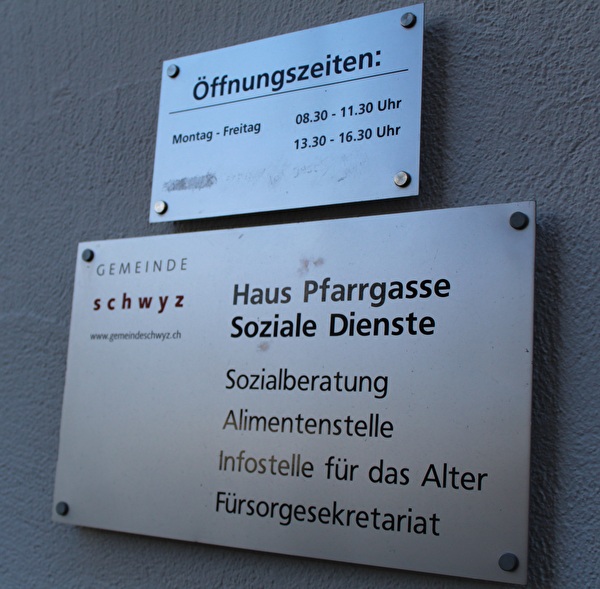 Öffnungszeiten:
Montag - Freitag 08.30 - 11.30 Uhr
13.30 - 16.30 Uhr
GEMEINDE
schwyz
www.gemeindeschwyz.ch
Haus Pfarrgasse
Soziale Dienste
Sozialberatung
Alimentenstelle
Infostelle für das Alter
Fürsorgesekretariat